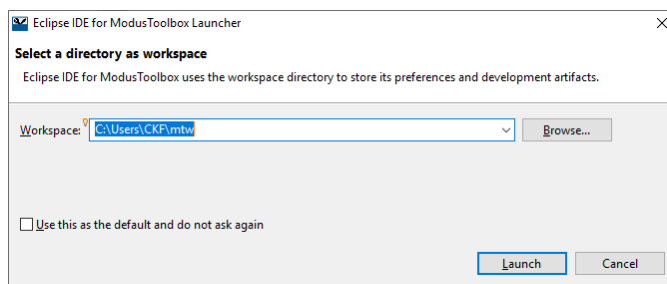 Eclipse IDE for ModusToolbox Launcher
Select a directory as workspace
Eclipse IDE for ModusToolbox uses the workspace directory to store its preferences and development artifacts.
Workspace: C:\Users\CKF\mtw Browse...
Use this as the default and do not ask again
Launch Cancel